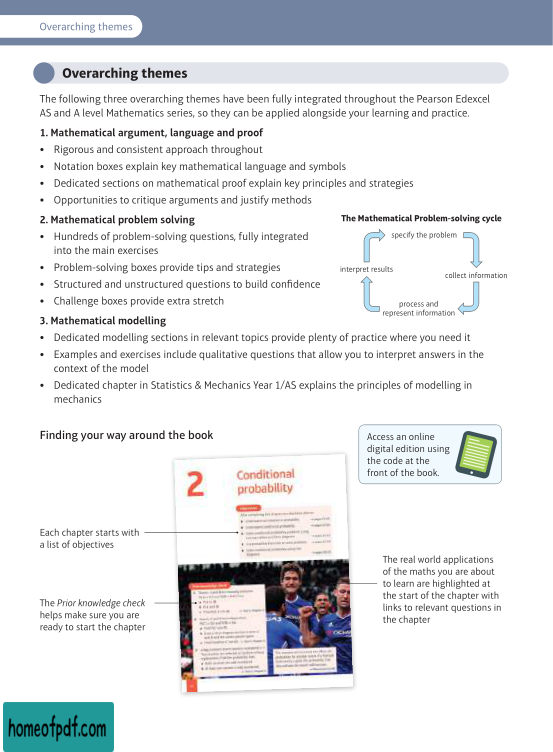 Overarching themes
Overarching themes
The following three overarching themes have been fully integrated throughout the Pearson Edexcel
AS and A level Mathematics series, so they can be applied alongside your learning and practice.
1. Mathematical argument, language and proof
• Rigorous and consistent approach throughout
• Notation boxes explain key mathematical language and symbols
• Dedicated sections on mathematical proof explain key principles and strategies
• Opportunities to critique arguments and justify methods
2. Mathematical problem solving
• Hundreds of problem-solving questions, fully integrated
into the main exercises
• Problem-solving boxes provide tips and strategies
• Structured and unstructured questions to build confidence
• Challenge boxes provide extra stretch
The Mathematical Problem-solving cycle
specify the problem
interpret results
collect information
process and
represent information
3. Mathematical modelling
• Dedicated modelling sections in relevant topics provide plenty of practice where you need it
• Examples and exercises include qualitative questions that allow you to interpret answers in the
context of the model
• Dedicated chapter in Statistics & Mechanics Year 1/AS explains the principles of modelling in
mechanics
Finding your way around the book
Access an online
digital edition using
the code at the
front of the book.
2
Conditional
probability
Each chapter starts with
a list of objectives
The real world applications
of the maths you are about
to learn are highlighted at
the start of the chapter with
links to relevant questions in
the chapter
The Prior knowledge check
helps make sure you are
ready to start the chapter
homeofpdf.com